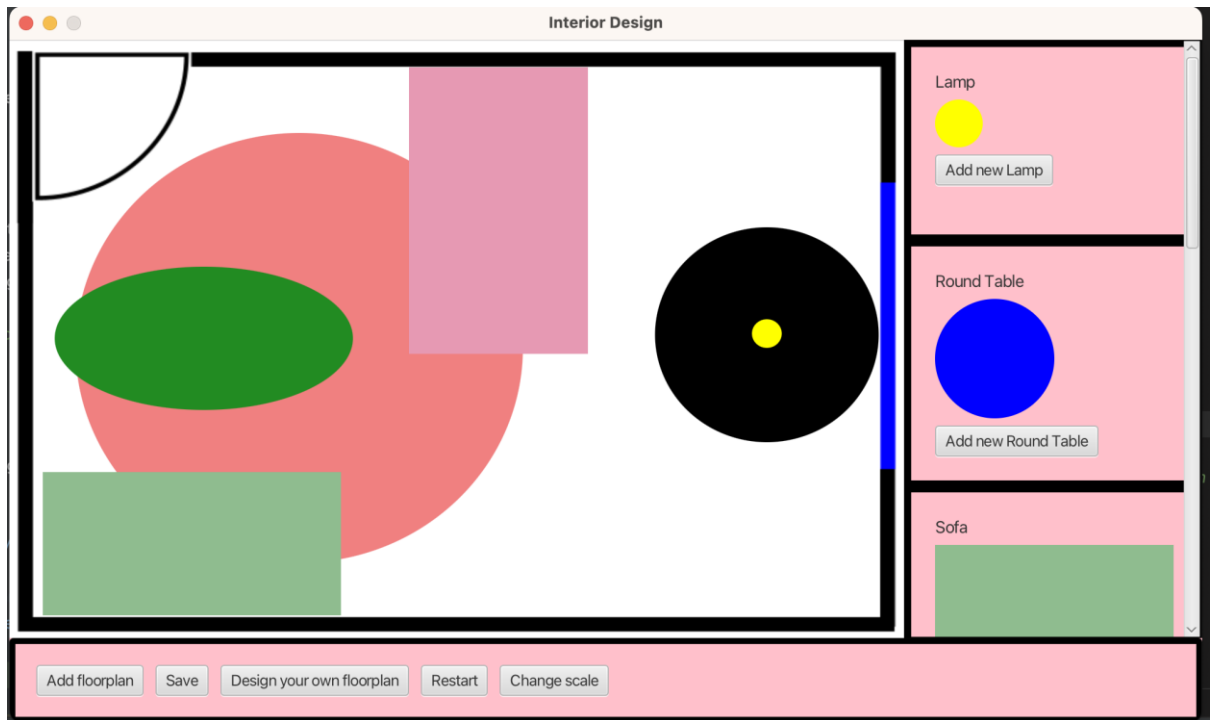 Interior Design
Lamp
Add new Lamp
Round Table
Add new Round Table
Sofa
Add floorplan Save Design your own floorplan Restart Change scale